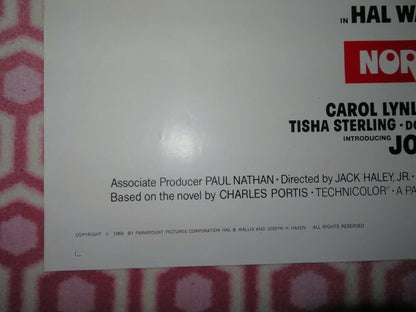 IN HAL WA
NOR
CAROL LYNL
TISHA STERLING · DO
INTRODUCING JO
Associate Producer PAUL NATHAN · Directed by JACK HALEY, JR. ·
Based on the novel by CHARLES PORTIS · TECHNICOLOR® · A PA
COPYRIGHT © 1969 BY PARAMOUNT PICTURES CORPORATION HAL B. WALLIS AND JOSEPH H. HAZEN ALL RIGHTS RESERVED